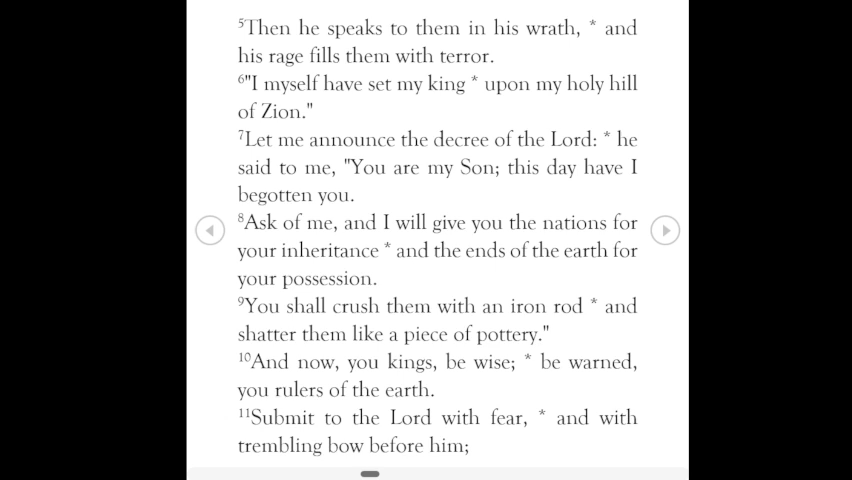 ⁵Then he speaks to them in his wrath, * and
his rage fills them with terror.
⁶"I myself have set my king * upon my holy hill
of Zion."
⁷Let me announce the decree of the Lord: * he
said to me, "You are my Son; this day have I
begotten you.
⁸Ask of me, and I will give you the nations for
your inheritance * and the ends of the earth for
your possession.
⁹You shall crush them with an iron rod * and
shatter them like a piece of pottery."
¹⁰And now, you kings, be wise; * be warned,
you rulers of the earth.
¹¹Submit to the Lord with fear, * and with
trembling bow before him;